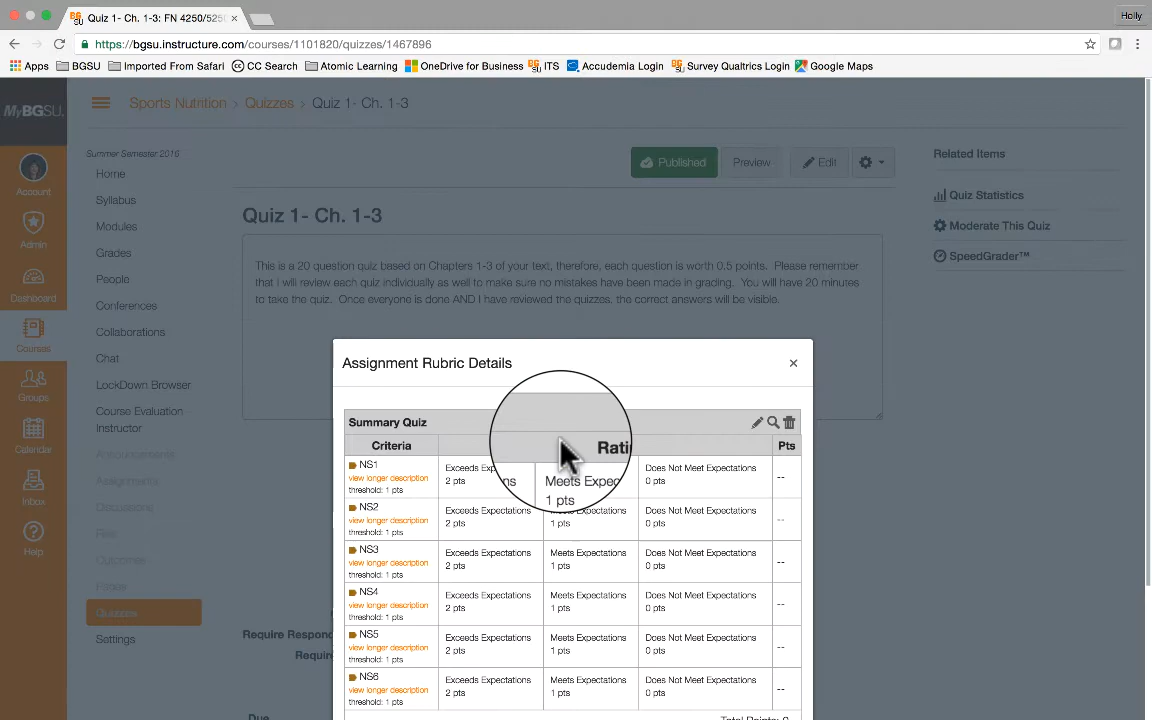 Quiz 1- Ch. 1-3: FN 4250/525
Holly
https://bgsu.instructure.com/courses/1101820/quizzes/1467896
Apps BGSU Imported From Safari CC Search Atomic Learning OneDrive for Business ITS Accudemia Login Survey Qualtrics Login Google Maps
MyBGSU.
Sports Nutrition > Quizzes > Quiz 1- Ch. 1-3
Summer Semester 2016
Home
Syllabus
Modules
Grades
People
Conferences
Collaborations
Chat
LockDown Browser
Course Evaluation
Instructor
Announcements
Assignments
Discussions
Files
Outcomes
Pages
Quizzes
Settings
Account
Admin
Dashboard
Courses
Groups
Calendar
Inbox
Help
Published Preview Edit
Related Items
Quiz Statistics
Moderate This Quiz
SpeedGrader™
Quiz 1- Ch. 1-3
This is a 20 question quiz based on Chapters 1-3 of your text, therefore, each question is worth 0.5 points. Please remember
that I will review each quiz individually as well to make sure no mistakes have been made in grading. You will have 20 minutes
to take the quiz. Once everyone is done AND I have reviewed the quizzes, the correct answers will be visible.
Assignment Rubric Details
Summary Quiz
Criteria Rati Pts
NS1 Exceeds Exp ns Meets Expec Does Not Meet Expectations
view longer description 2 pts 1 pts 0 pts --
threshold: 1 pts
NS2 Exceeds Expectations Expectations Does Not Meet Expectations
view longer description 2 pts 1 pts 0 pts --
threshold: 1 pts
NS3 Exceeds Expectations Meets Expectations Does Not Meet Expectations
view longer description 2 pts 1 pts 0 pts --
threshold: 1 pts
NS4 Exceeds Expectations Meets Expectations Does Not Meet Expectations
view longer description 2 pts 1 pts 0 pts --
threshold: 1 pts
NS5 Exceeds Expectations Meets Expectations Does Not Meet Expectations
view longer description 2 pts 1 pts 0 pts --
threshold: 1 pts
NS6 Exceeds Expectations Meets Expectations Does Not Meet Expectations
view longer description 2 pts 1 pts 0 pts --
threshold: 1 pts
Require Respond
Requir
Due
Total Points: 0